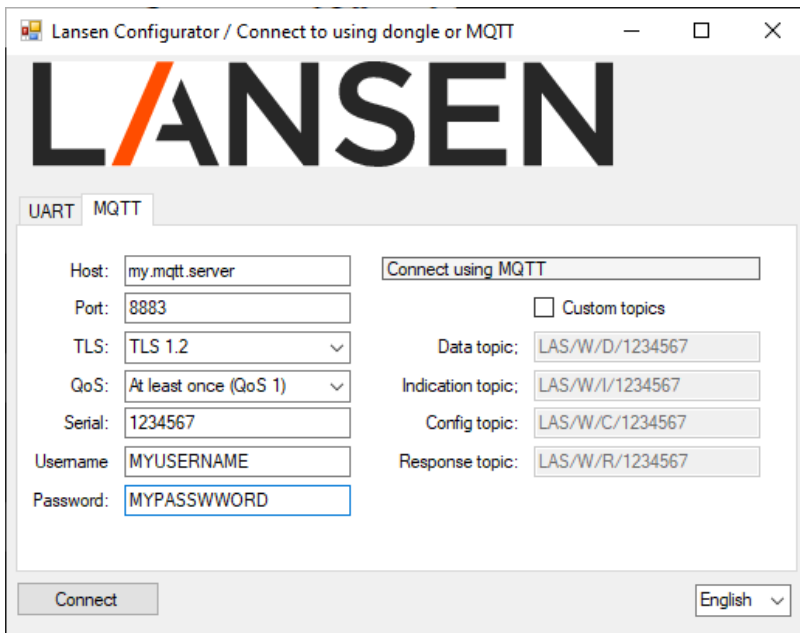 Lansen Configurator / Connect to using dongle or MQTT
LANSEN
UART MQTT
Host: my.mqtt.server
Port: 8883
TLS: TLS 1.2
QoS: At least once (QoS 1)
Serial: 1234567
Username MYUSERNAME
Password: MYPASSWWORD
Connect using MQTT
Custom topics
Data topic; LAS/W/D/1234567
Indication topic; LAS/W/I/1234567
Config topic: LAS/W/C/1234567
Response topic: LAS/W/R/1234567
Connect
English